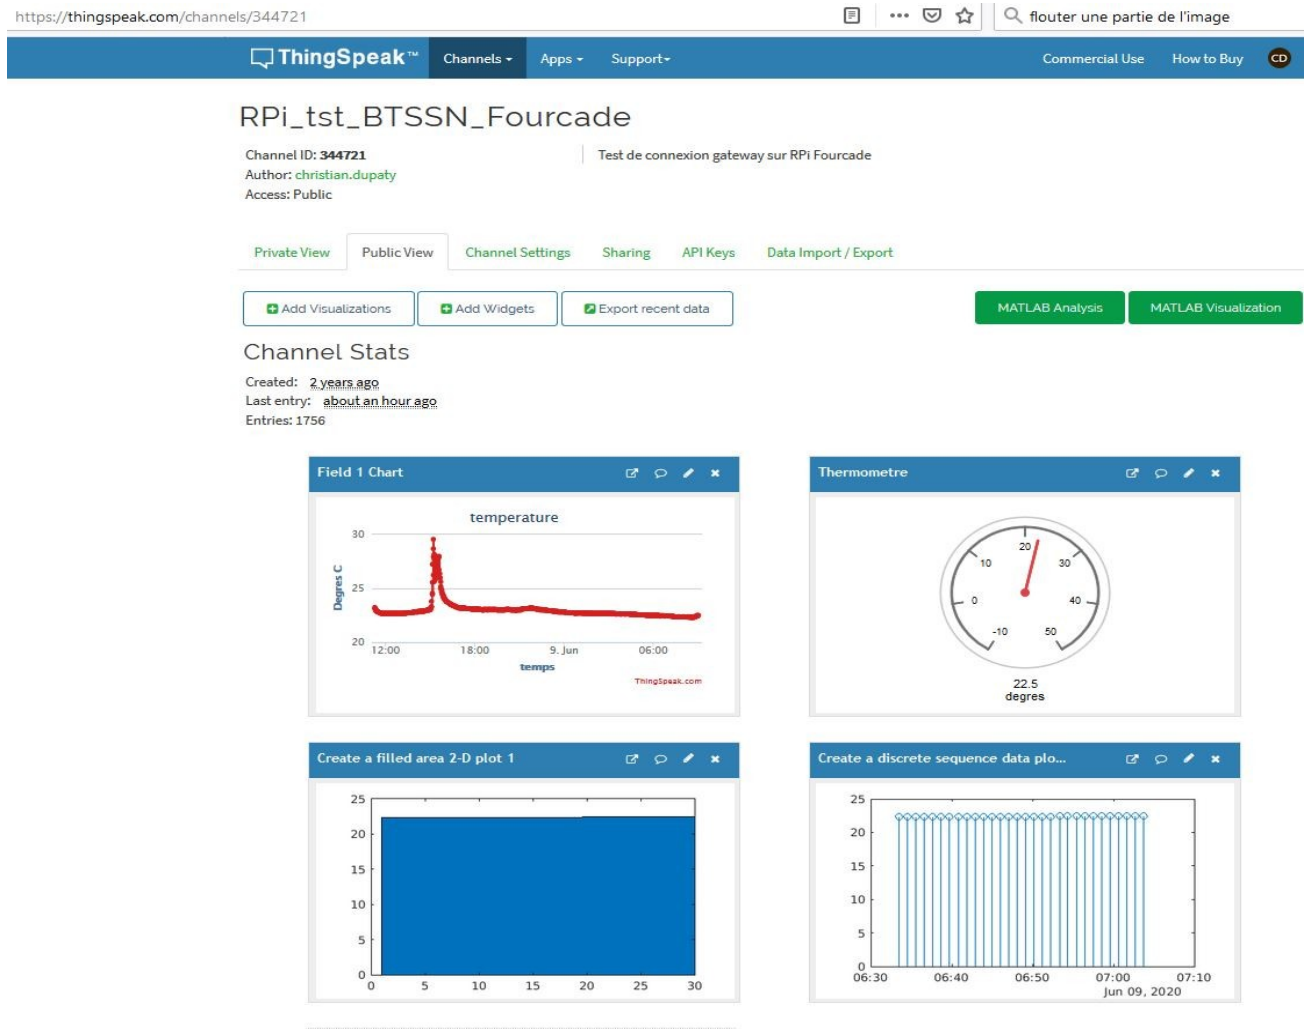 https://thingspeak.com/channels/344721
flouter une partie de l'image
ThingSpeak™ Channels Apps Support Commercial Use How to Buy CD
RPi_tst_BTSSN_Fourcade
Channel ID: 344721 Test de connexion gateway sur RPi Fourcade
Author: christian.dupaty
Access: Public
Private View Public View Channel Settings Sharing API Keys Data Import / Export
Add Visualizations Add Widgets Export recent data MATLAB Analysis MATLAB Visualization
Channel Stats
Created: 2 years ago
Last entry: about an hour ago
Entries: 1756
Field 1 Chart
temperature
30
25
20
Degres C
12:00 18:00 9. Jun 06:00
temps
ThingSpeak.com
Thermometre
20
10 30
0 40
-10 50
22.5
degres
Create a filled area 2-D plot 1
25
20
15
10
5
0
0 5 10 15 20 25 30
Create a discrete sequence data plo...
25
20
15
10
5
0
06:30 06:40 06:50 07:00 07:10
Jun 09, 2020